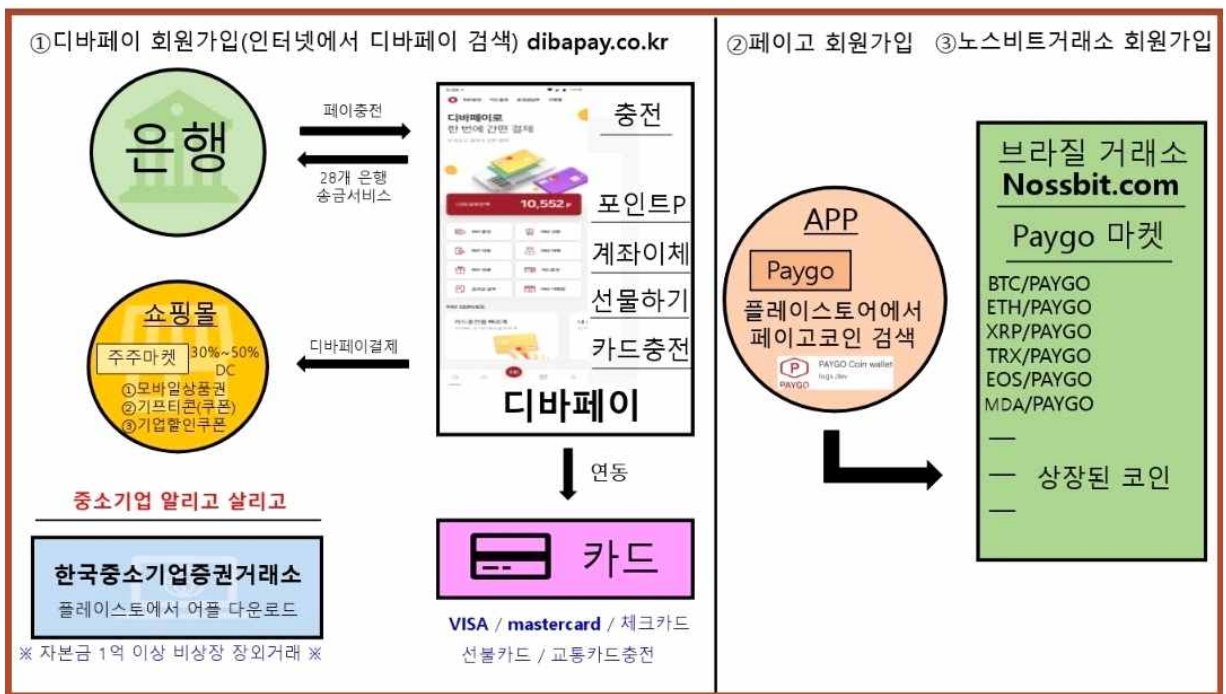 ①디바페이 회원가입(인터넷에서 디바페이 검색) dibapay.co.kr
은행
페이충전
28개 은행
송금서비스
디바페이로
한 번에 간편 결제
10,552 P
충전
포인트P
계좌이체
선물하기
카드충전
디바페이
쇼핑몰
주주마켓
30%~50%
DC
①모바일상품권
②기프티콘(쿠폰)
③기업할인쿠폰
디바페이결제
연동
카드
VISA / mastercard / 체크카드
선불카드 / 교통카드충전
중소기업 알리고 살리고
한국중소기업증권거래소
플레이스토에서 어플 다운로드
※ 자본금 1억 이상 비상장 장외거래 ※
②페이고 회원가입
③노스비트거래소 회원가입
APP
Paygo
플레이스토어에서
페이고코인 검색
P
PAYGO
PAYGO Coin wallet
브라질 거래소
Nossbit.com
Paygo 마켓
BTC/PAYGO
ETH/PAYGO
XRP/PAYGO
TRX/PAYGO
EOS/PAYGO
MDA/PAYGO
—
— 상장된 코인
—